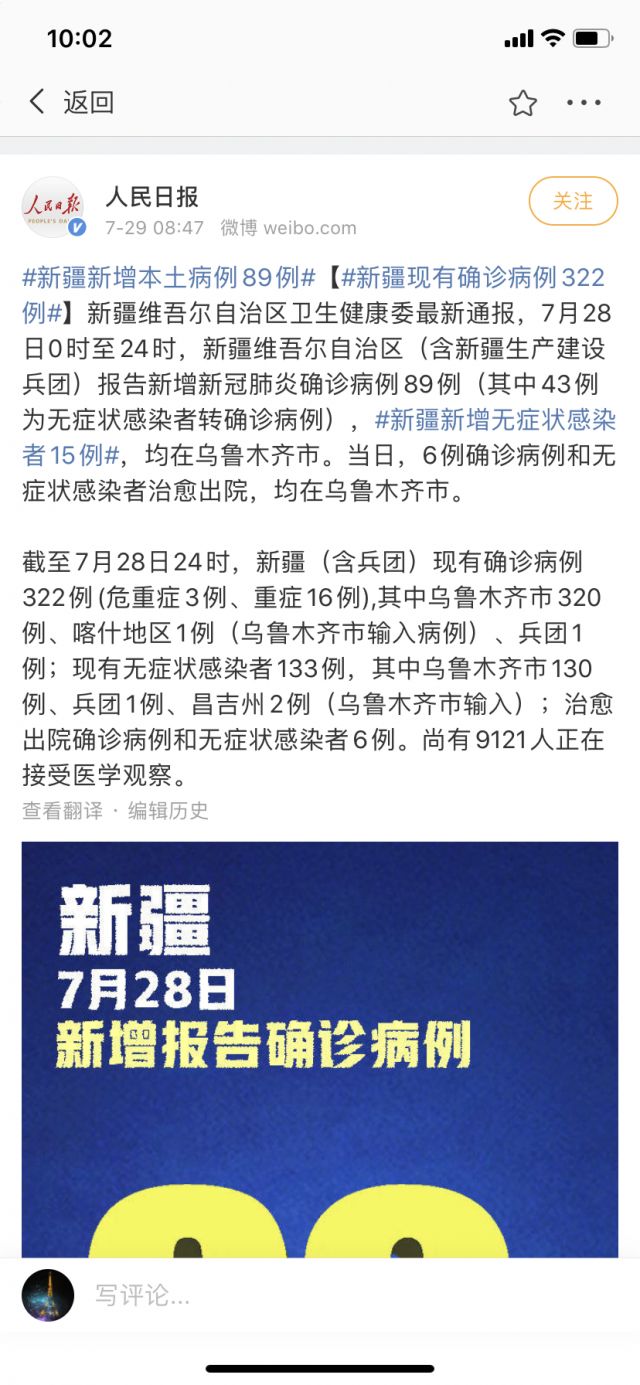 10:02
返回
人民日报
PEOPLE'S DA
人民日报
7-29 08:47 微博 weibo.com
关注
#新疆新增本土病例89例#【#新疆现有确诊病例322
例#】新疆维吾尔自治区卫生健康委最新通报，7月28
日0时至24时，新疆维吾尔自治区（含新疆生产建设
兵团）报告新增新冠肺炎确诊病例89例（其中43例
为无症状感染者转确诊病例），#新疆新增无症状感染
者15例#，均在乌鲁木齐市。当日，6例确诊病例和无
症状感染者治愈出院，均在乌鲁木齐市。
截至7月28日24时，新疆（含兵团）现有确诊病例
322例(危重症3例、重症16例),其中乌鲁木齐市320
例、喀什地区1例（乌鲁木齐市输入病例）、兵团1
例；现有无症状感染者133例，其中乌鲁木齐市130
例、兵团1例、昌吉州2例（乌鲁木齐市输入）；治愈
出院确诊病例和无症状感染者6例。尚有9121人正在
接受医学观察。
查看翻译 · 编辑历史
新疆
7月28日
新增报告确诊病例
写评论...